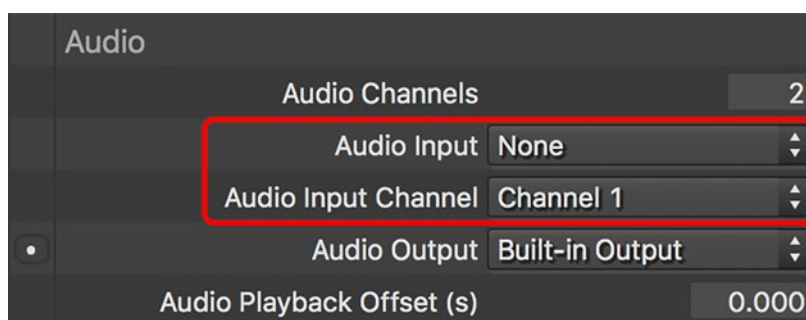 Audio
Audio Channels 2
Audio Input None
Audio Input Channel Channel 1
Audio Output Built-in Output
Audio Playback Offset (s) 0.000